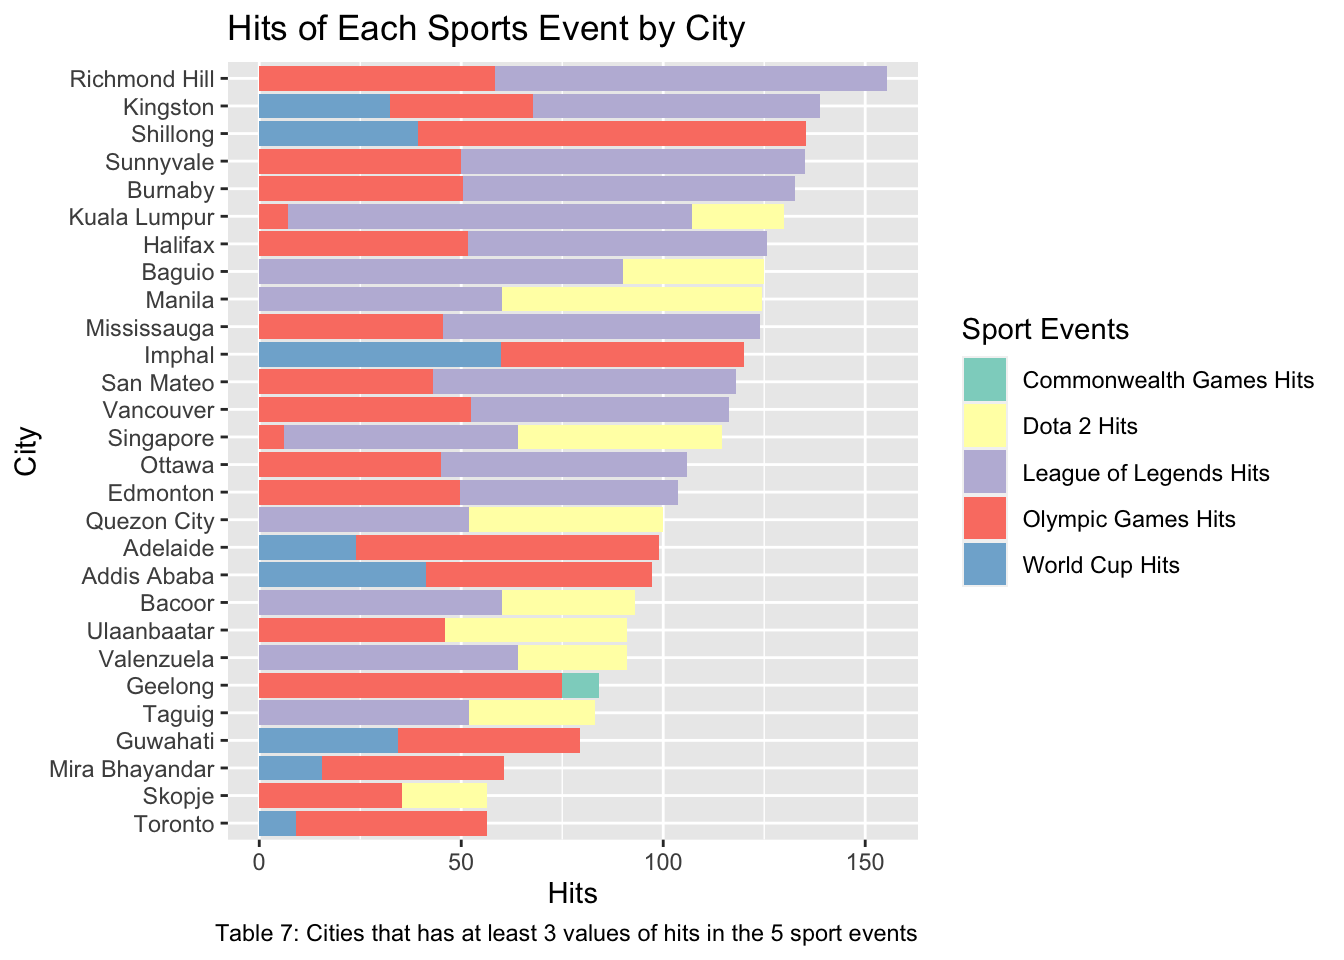 Hits of Each Sports Event by City
Richmond Hill
Kingston
Shillong
Sunnyvale
Burnaby
Kuala Lumpur
Halifax
Baguio
Manila
Mississauga
Imphal
San Mateo
Vancouver
Singapore
Ottawa
Edmonton
Quezon City
Adelaide
Addis Ababa
Bacoor
Ulaanbaatar
Valenzuela
Geelong
Taguig
Guwahati
Mira Bhayandar
Skopje
Toronto
City
0 50 100 150
Hits
Sport Events
Commonwealth Games Hits
Dota 2 Hits
League of Legends Hits
Olympic Games Hits
World Cup Hits
Table 7: Cities that has at least 3 values of hits in the 5 sport events